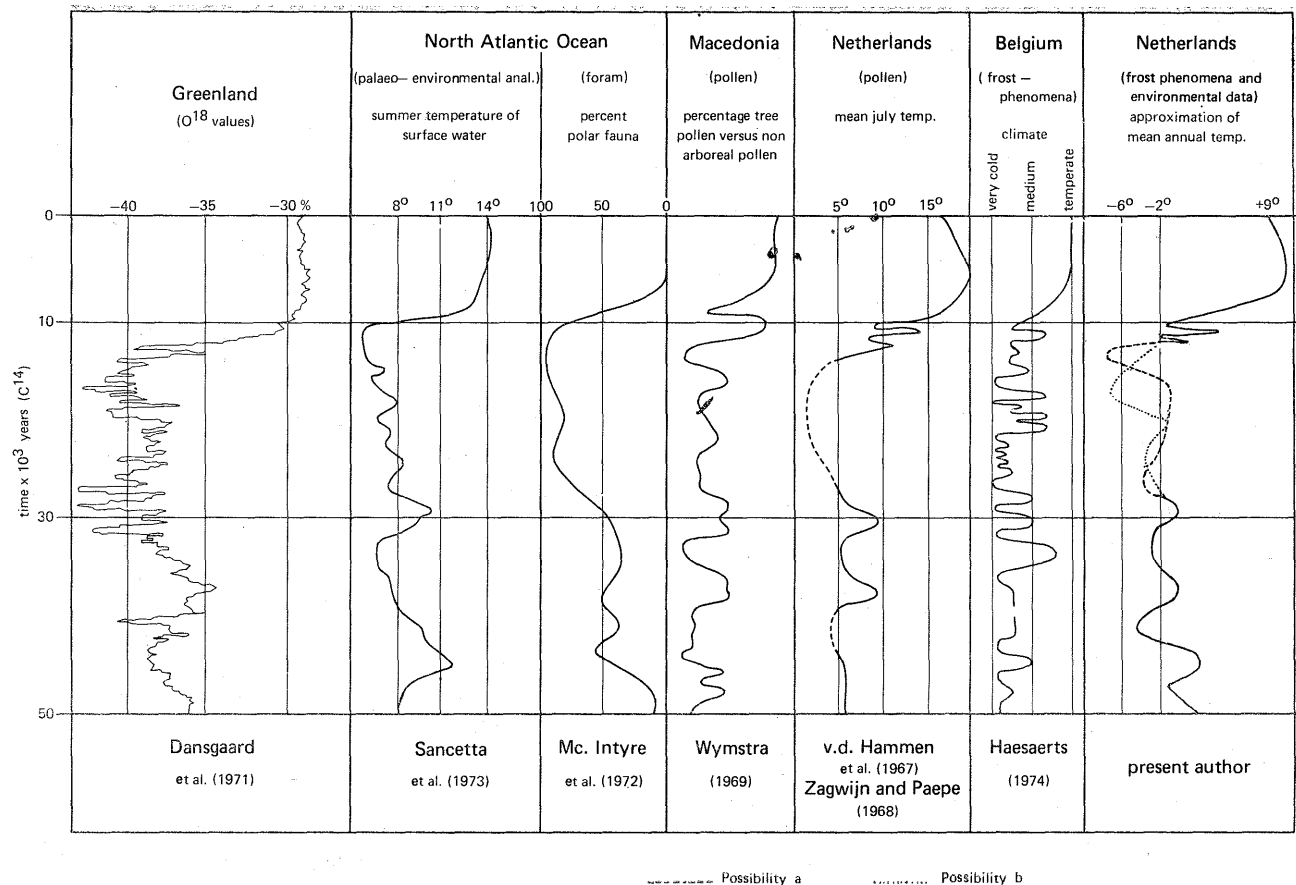 Greenland
(O18 values)
North Atlantic Ocean
(palaeo– environmental anal.)
summer temperature of
surface water
(foram)
percent
polar fauna
Macedonia
(pollen)
percentage tree
pollen versus non
arboreal pollen
Netherlands
(pollen)
mean july temp.
Belgium
( frost –
phenomena)
climate
very cold
medium
temperate
Netherlands
(frost phenomena and
environmental data)
approximation of
mean annual temp.
–40 –35 –30 %
8º 11º 14º
100 50 0
5º 10º 15º
–6º –2º +9º
0
10
30
50
time x 10³ years (C14)
Dansgaard
et al. (1971)
Sancetta
et al. (1973)
Mc. Intyre
et al. (1972)
Wymstra
(1969)
v.d. Hammen
et al. (1967)
Zagwijn and Paepe
(1968)
Haesaerts
(1974)
present author
Possibility a
Possibility b